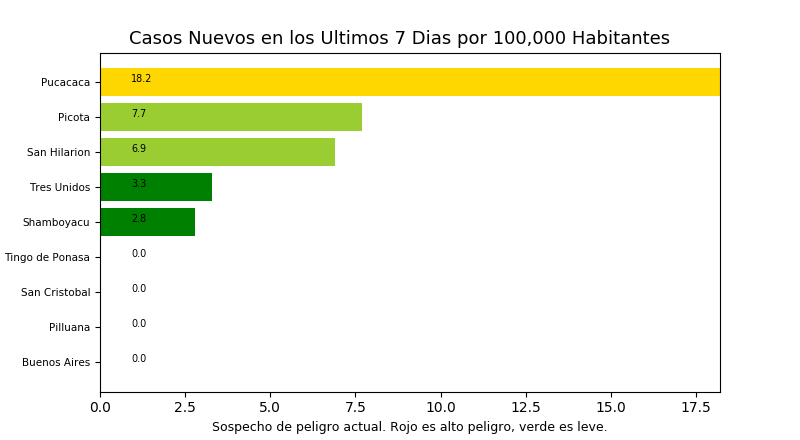 Casos Nuevos en los Ultimos 7 Dias por 100,000 Habitantes
Pucacaca 18.2
Picota 7.7
San Hilarion 6.9
Tres Unidos 3.3
Shamboyacu 2.8
Tingo de Ponasa 0.0
San Cristobal 0.0
Pilluana 0.0
Buenos Aires 0.0
0.0 2.5 5.0 7.5 10.0 12.5 15.0 17.5
Sospecho de peligro actual. Rojo es alto peligro, verde es leve.